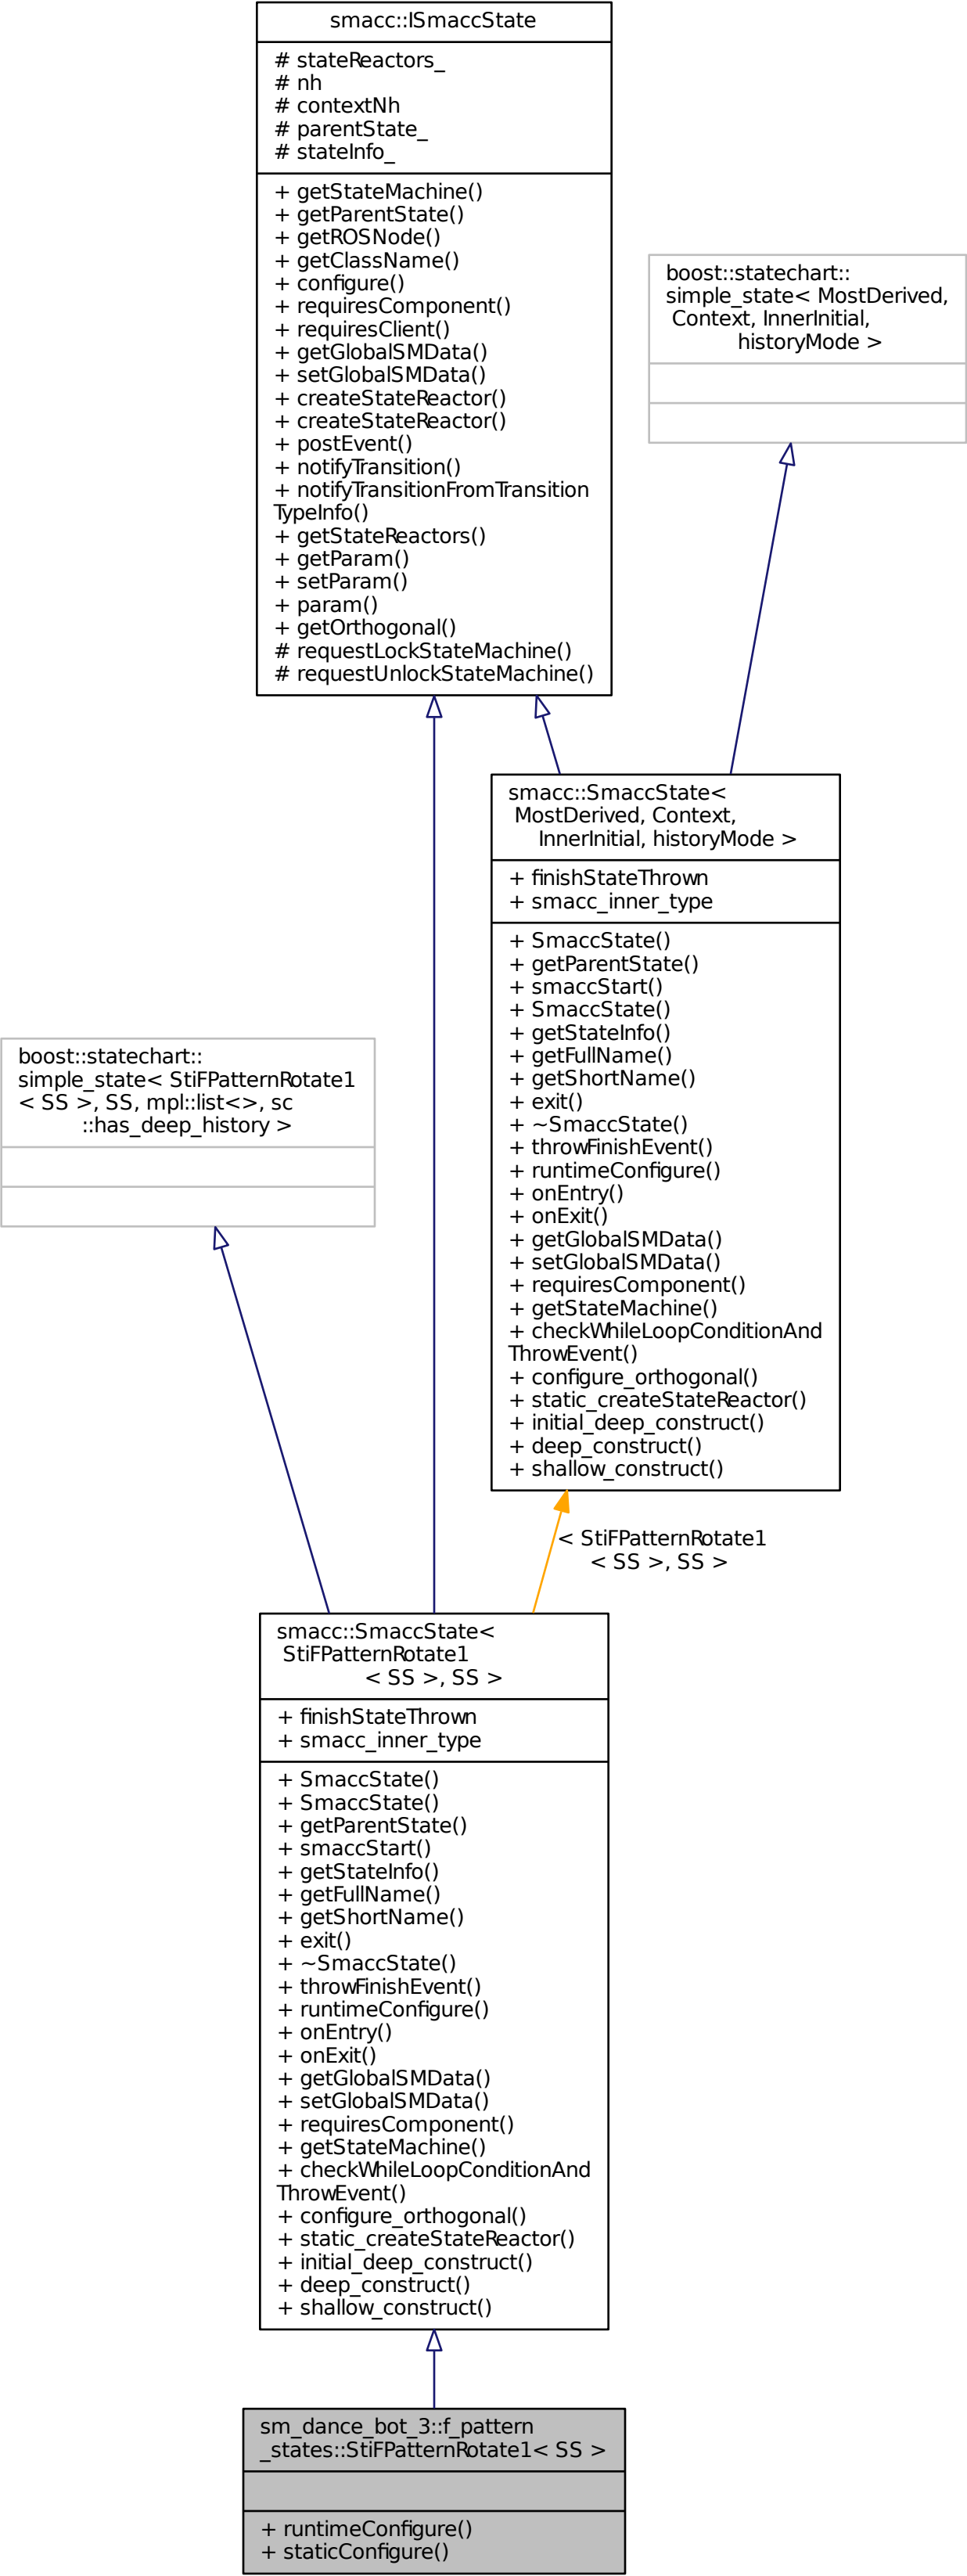 smacc::ISmaccState
# stateReactors_
# nh
# contextNh
# parentState_
# stateInfo_
+ getStateMachine()
+ getParentState()
+ getROSNode()
+ getClassName()
+ configure()
+ requiresComponent()
+ requiresClient()
+ getGlobalSMData()
+ setGlobalSMData()
+ createStateReactor()
+ createStateReactor()
+ postEvent()
+ notifyTransition()
+ notifyTransitionFromTransition
TypeInfo()
+ getStateReactors()
+ getParam()
+ setParam()
+ param()
+ getOrthogonal()
# requestLockStateMachine()
# requestUnlockStateMachine()
boost::statechart::
simple_state< MostDerived,
Context, InnerInitial,
historyMode >
smacc::SmaccState<
MostDerived, Context,
InnerInitial, historyMode >
+ finishStateThrown
+ smacc_inner_type
+ SmaccState()
+ getParentState()
+ smaccStart()
+ SmaccState()
+ getStateInfo()
+ getFullName()
+ getShortName()
+ exit()
+ ~SmaccState()
+ throwFinishEvent()
+ runtimeConfigure()
+ onEntry()
+ onExit()
+ getGlobalSMData()
+ setGlobalSMData()
+ requiresComponent()
+ getStateMachine()
+ checkWhileLoopConditionAnd
ThrowEvent()
+ configure_orthogonal()
+ static_createStateReactor()
+ initial_deep_construct()
+ deep_construct()
+ shallow_construct()
boost::statechart::
simple_state< StiFPatternRotate1
< SS >, SS, mpl::list<>, sc
::has_deep_history >
< StiFPatternRotate1
< SS >, SS >
smacc::SmaccState<
StiFPatternRotate1
< SS >, SS >
+ finishStateThrown
+ smacc_inner_type
+ SmaccState()
+ SmaccState()
+ getParentState()
+ smaccStart()
+ getStateInfo()
+ getFullName()
+ getShortName()
+ exit()
+ ~SmaccState()
+ throwFinishEvent()
+ runtimeConfigure()
+ onEntry()
+ onExit()
+ getGlobalSMData()
+ setGlobalSMData()
+ requiresComponent()
+ getStateMachine()
+ checkWhileLoopConditionAnd
ThrowEvent()
+ configure_orthogonal()
+ static_createStateReactor()
+ initial_deep_construct()
+ deep_construct()
+ shallow_construct()
sm_dance_bot_3::f_pattern
_states::StiFPatternRotate1< SS >
+ runtimeConfigure()
+ staticConfigure()